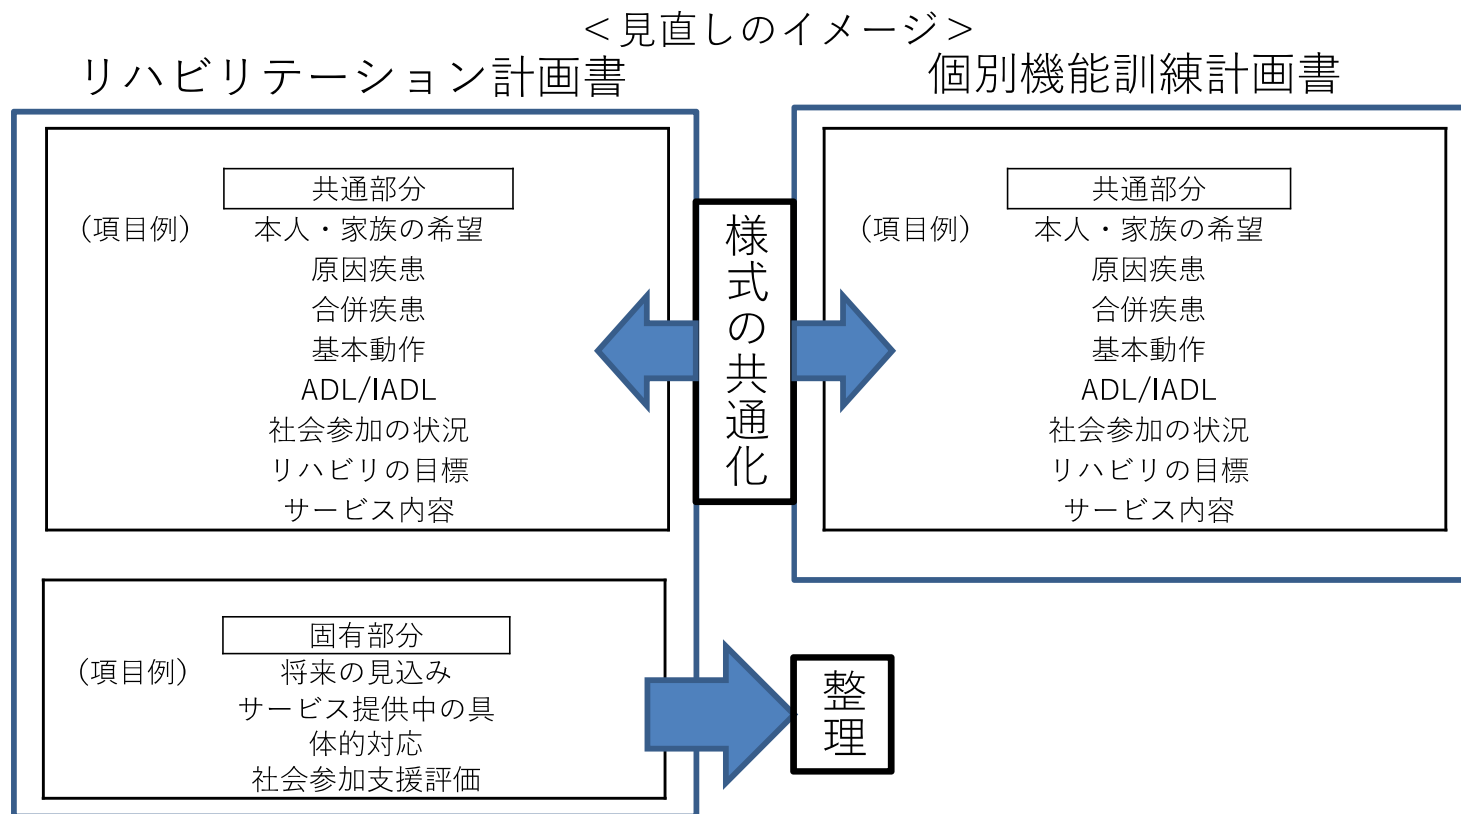 ＜見直しのイメージ＞
リハビリテーション計画書
共通部分
（項目例）
本人・家族の希望
原因疾患
合併疾患
基本動作
ADL/IADL
社会参加の状況
リハビリの目標
サービス内容
固有部分
（項目例）
将来の見込み
サービス提供中の具
体的対応
社会参加支援評価
様式の共通化
整理
個別機能訓練計画書
共通部分
（項目例）
本人・家族の希望
原因疾患
合併疾患
基本動作
ADL/IADL
社会参加の状況
リハビリの目標
サービス内容